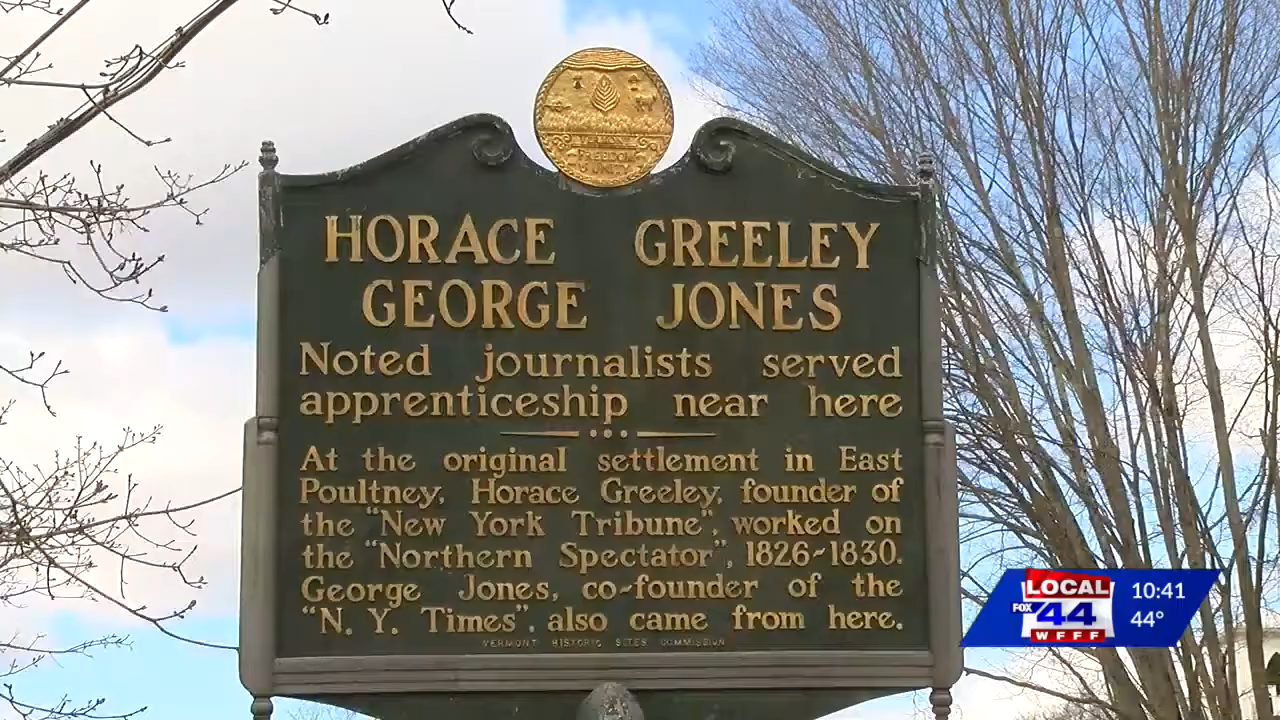 HORACE GREELEY
GEORGE JONES
Noted journalists served
apprenticeship near here
At the original settlement in East
Poultney, Horace Greeley, founder of
the "New York Tribune", worked on
the "Northern Spectator", 1826-1830.
George Jones, co-founder of the
"N. Y. Times", also came from here.
VERMONT HISTORIC SITES COMMISSION
FREEDOM
LOCAL
FOX 44
WFFF
10:41
44°